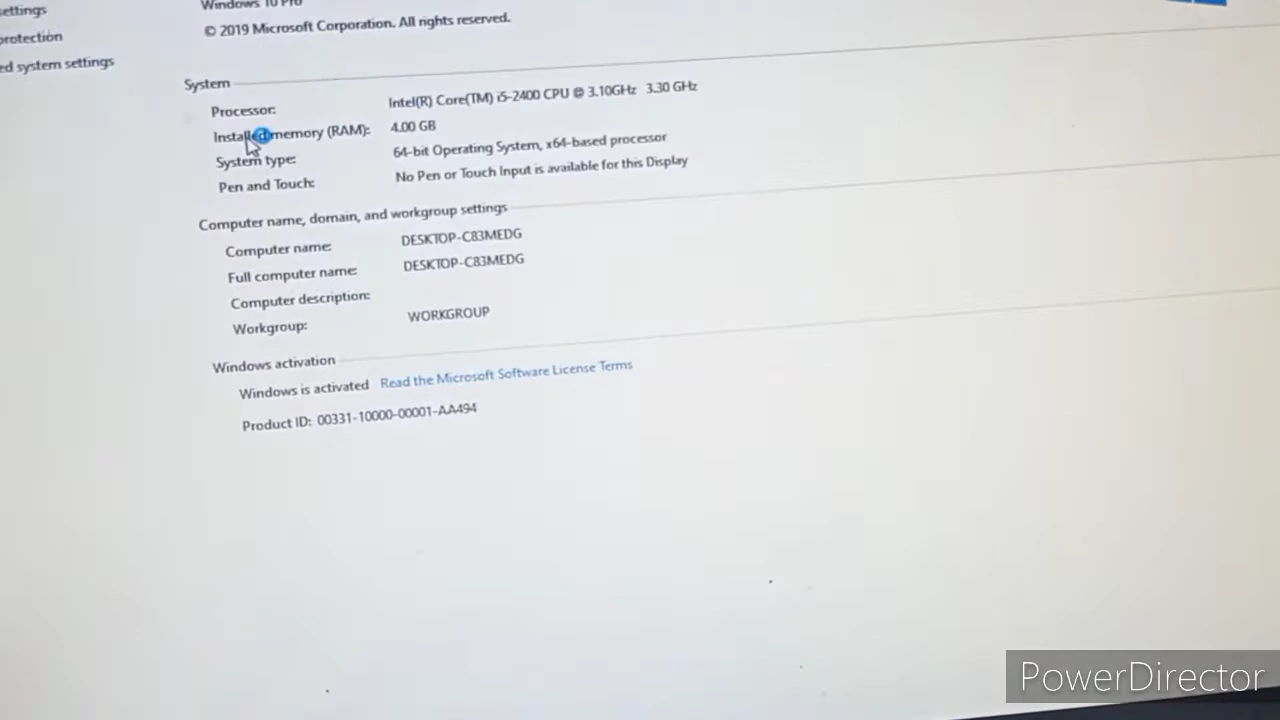 settings
Windows 10 Pro
© 2019 Microsoft Corporation. All rights reserved.
protection
ed system settings
System
Processor: Intel(R) Core(TM) i5-2400 CPU @ 3.10GHz 3.30 GHz
Installed memory (RAM): 4.00 GB
System type: 64-bit Operating System, x64-based processor
Pen and Touch: No Pen or Touch Input is available for this Display
Computer name, domain, and workgroup settings
Computer name: DESKTOP-C83MEDG
Full computer name: DESKTOP-C83MEDG
Computer description:
Workgroup: WORKGROUP
Windows activation
Windows is activated Read the Microsoft Software License Terms
Product ID: 00331-10000-00001-AA494
PowerDirector